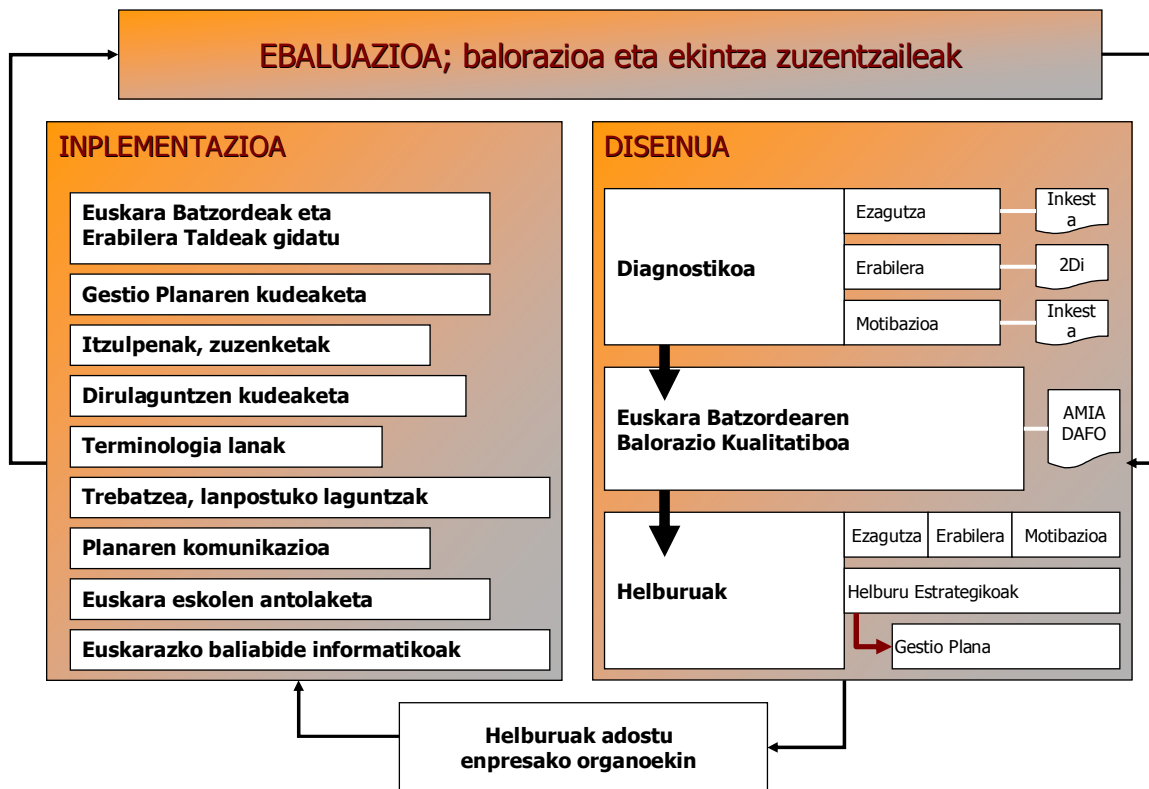 EBALUAZIOA; balorazioa eta ekintza zuzentzaileak
INPLEMENTAZIOA
Euskara Batzordeak eta
Erabilera Taldeak gidatu
Gestio Planaren kudeaketa
Itzulpenak, zuzenketak
Dirulaguntzen kudeaketa
Terminologia lanak
Trebatzea, lanpostuko laguntzak
Planaren komunikazioa
Euskara eskolen antolaketa
Euskarazko baliabide informatikoak
DISEINUA
Diagnostikoa
Ezagutza
Inkest
a
Erabilera
2Di
Motibazioa
Inkest
a
Euskara Batzordearen
Balorazio Kualitatiboa
AMIA
DAFO
Helburuak
Ezagutza
Erabilera
Motibazioa
Helburu Estrategikoak
Gestio Plana
Helburuak adostu
enpresako organoekin